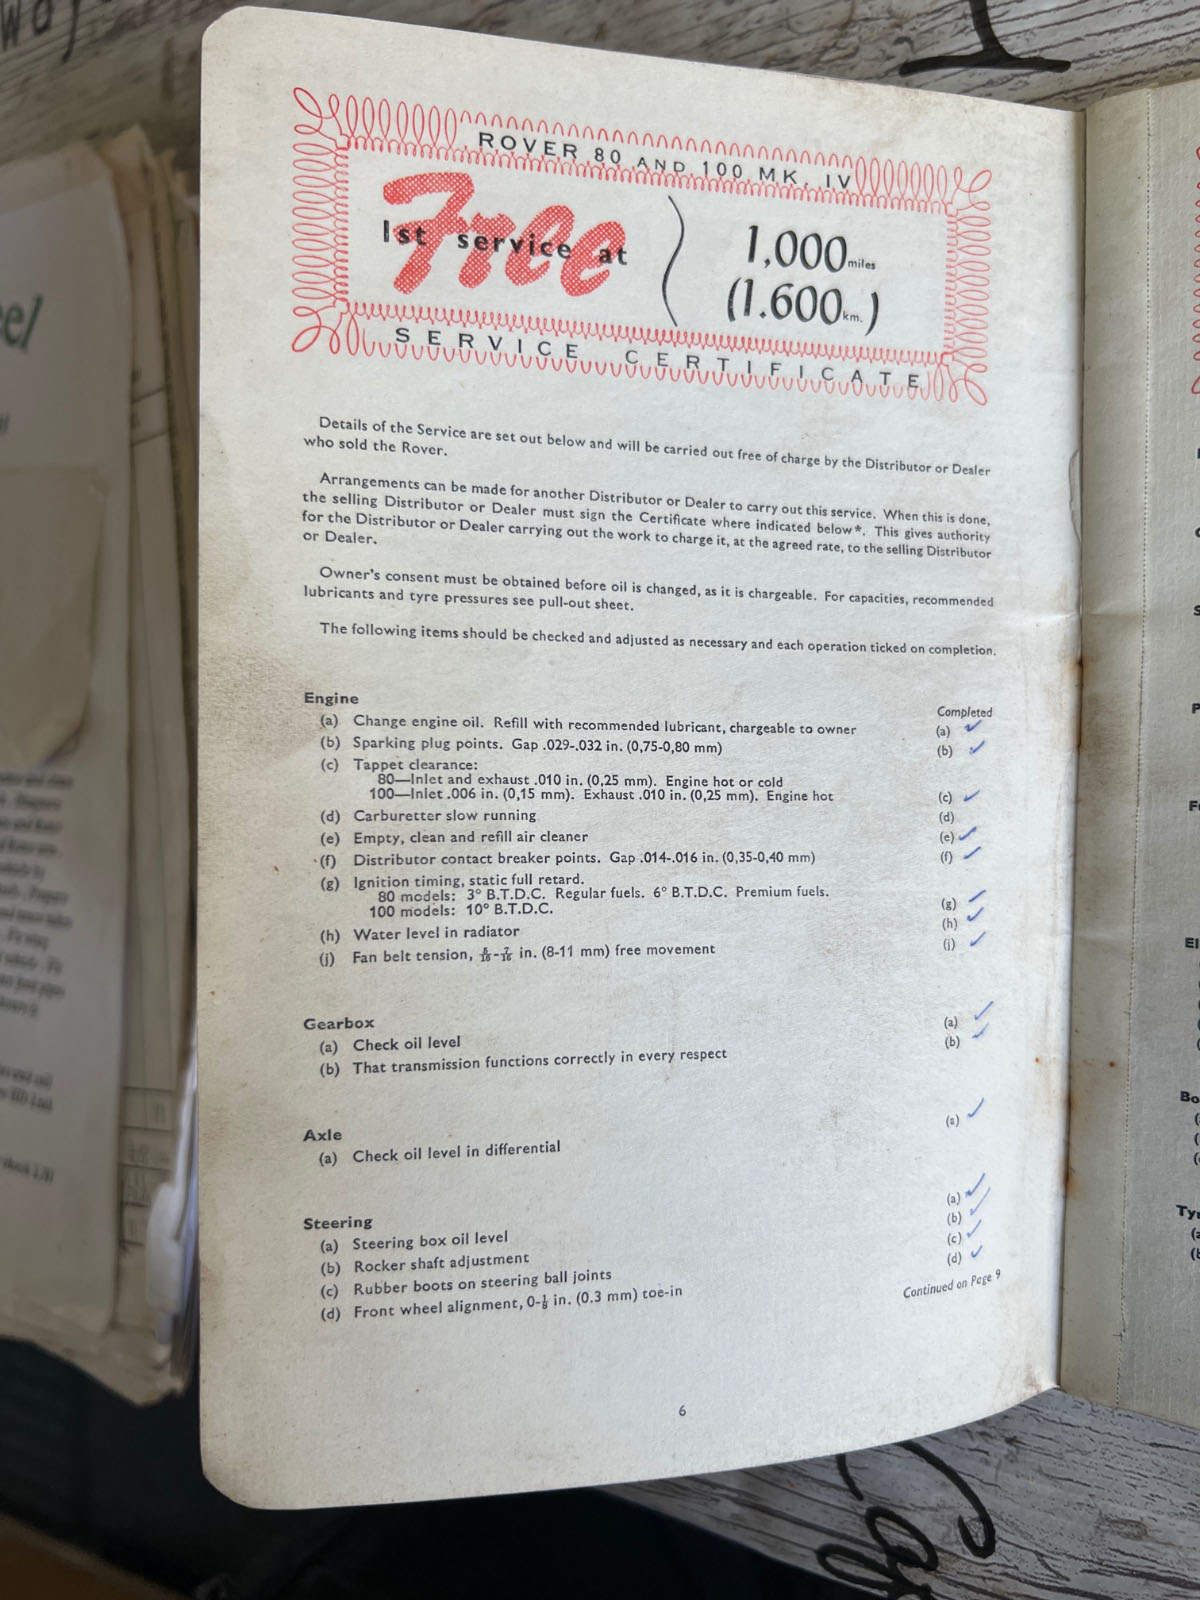 ROVER 80 AND 100 MK. IV
Free
1st service at
1,000 miles
(1.600 km.)
SERVICE CERTIFICATE
Details of the Service are set out below and will be carried out free of charge by the Distributor or Dealer
who sold the Rover.
Arrangements can be made for another Distributor or Dealer to carry out this service. When this is done,
the selling Distributor or Dealer must sign the Certificate where indicated below*. This gives authority
for the Distributor or Dealer carrying out the work to charge it, at the agreed rate, to the selling Distributor
or Dealer.
Owner's consent must be obtained before oil is changed, as it is chargeable. For capacities, recommended
lubricants and tyre pressures see pull-out sheet.
The following items should be checked and adjusted as necessary and each operation ticked on completion.
Engine
Completed
(a) Change engine oil. Refill with recommended lubricant, chargeable to owner (a) ✓
(b) Sparking plug points. Gap .029-.032 in. (0,75-0,80 mm) (b) ✓
(c) Tappet clearance:
80—Inlet and exhaust .010 in. (0,25 mm). Engine hot or cold
100—Inlet .006 in. (0,15 mm). Exhaust .010 in. (0,25 mm). Engine hot (c) ✓
(d) Carburetter slow running (d)
(e) Empty, clean and refill air cleaner (e) ✓
(f) Distributor contact breaker points. Gap .014-.016 in. (0,35-0,40 mm) (f) ✓
(g) Ignition timing, static full retard.
80 models: 3° B.T.D.C. Regular fuels. 6° B.T.D.C. Premium fuels.
100 models: 10° B.T.D.C. (g) ✓
(h) Water level in radiator (h) ✓
(j) Fan belt tension, 5/16-7/16 in. (8-11 mm) free movement (j) ✓
Gearbox
(a) Check oil level (a) ✓
(b) That transmission functions correctly in every respect (b) ✓
Axle
(a) Check oil level in differential (a) ✓
Steering
(a) Steering box oil level (a) ✓
(b) Rocker shaft adjustment (b) ✓
(c) Rubber boots on steering ball joints (c) ✓
(d) Front wheel alignment, 0-1/8 in. (0.3 mm) toe-in (d) ✓
Continued on Page 9
6